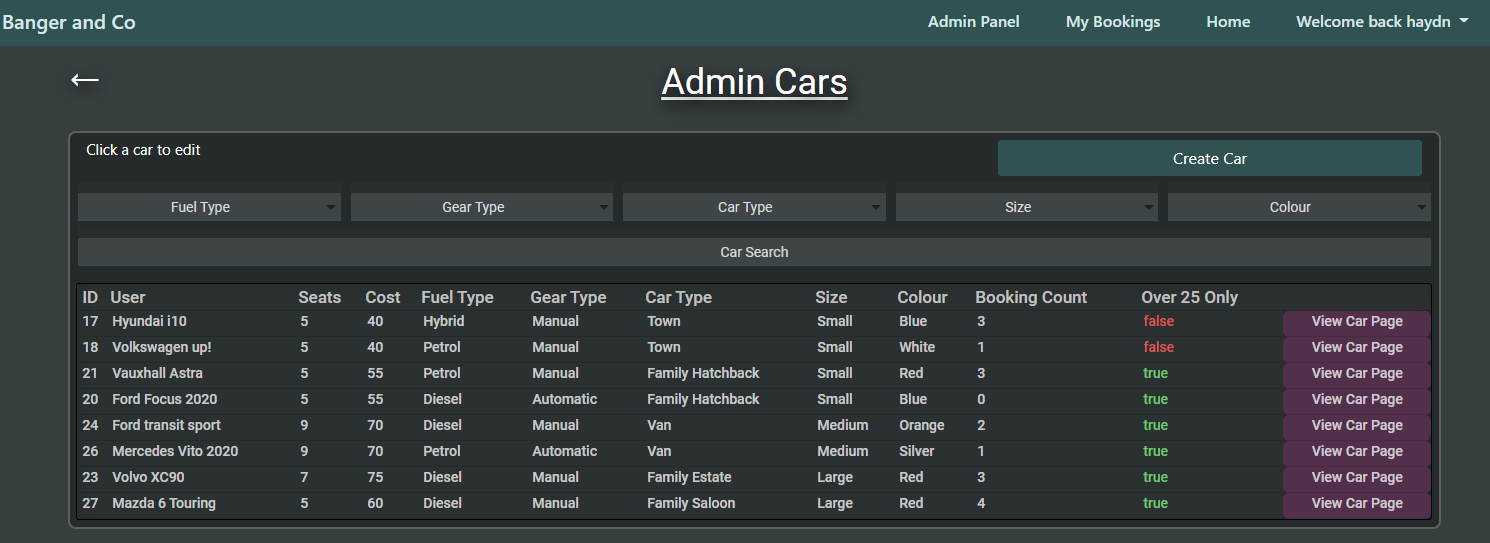 Banger and Co Admin Panel My Bookings Home Welcome back haydn
← Admin Cars
Click a car to edit Create Car
Fuel Type Gear Type Car Type Size Colour
Car Search
ID User Seats Cost Fuel Type Gear Type Car Type Size Colour Booking Count Over 25 Only
17 Hyundai i10 5 40 Hybrid Manual Town Small Blue 3 false View Car Page
18 Volkswagen up! 5 40 Petrol Manual Town Small White 1 false View Car Page
21 Vauxhall Astra 5 55 Petrol Manual Family Hatchback Small Red 3 true View Car Page
20 Ford Focus 2020 5 55 Diesel Automatic Family Hatchback Small Blue 0 true View Car Page
24 Ford transit sport 9 70 Diesel Manual Van Medium Orange 2 true View Car Page
26 Mercedes Vito 2020 9 70 Petrol Automatic Van Medium Silver 1 true View Car Page
23 Volvo XC90 7 75 Diesel Manual Family Estate Large Red 3 true View Car Page
27 Mazda 6 Touring 5 60 Diesel Manual Family Saloon Large Red 4 true View Car Page